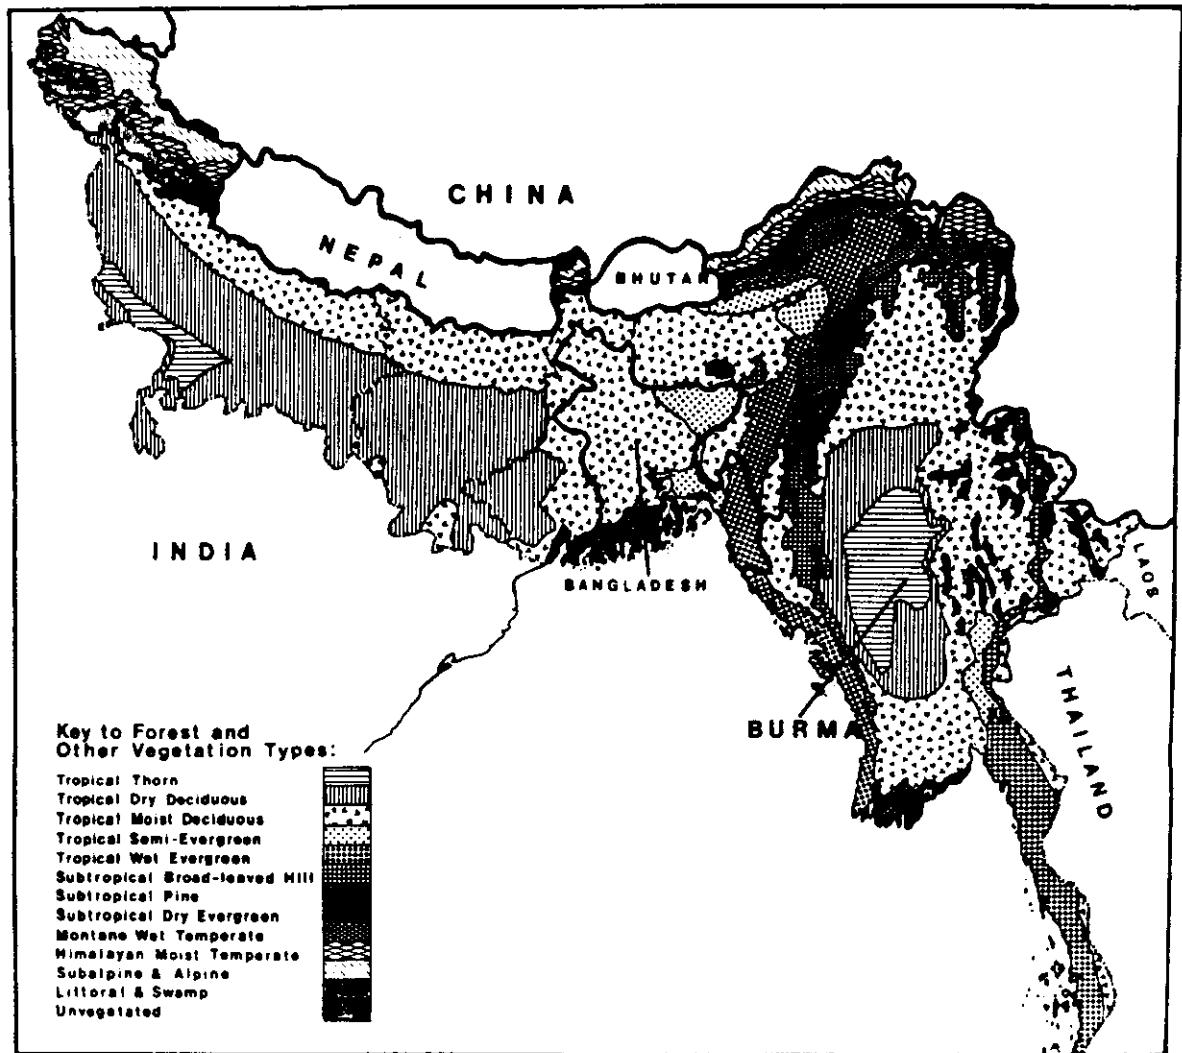 CHINA
NEPAL
BHUTAN
INDIA
BANGLADESH
LAOS
BURMA
THAILAND
Key to Forest and
Other Vegetation Types:
Tropical Thorn
Tropical Dry Deciduous
Tropical Moist Deciduous
Tropical Semi-Evergreen
Tropical Wet Evergreen
Subtropical Broad-leaved Hill
Subtropical Pine
Subtropical Dry Evergreen
Montane Wet Temperate
Himalayan Moist Temperate
Subalpine & Alpine
Littoral & Swamp
Unvegetated